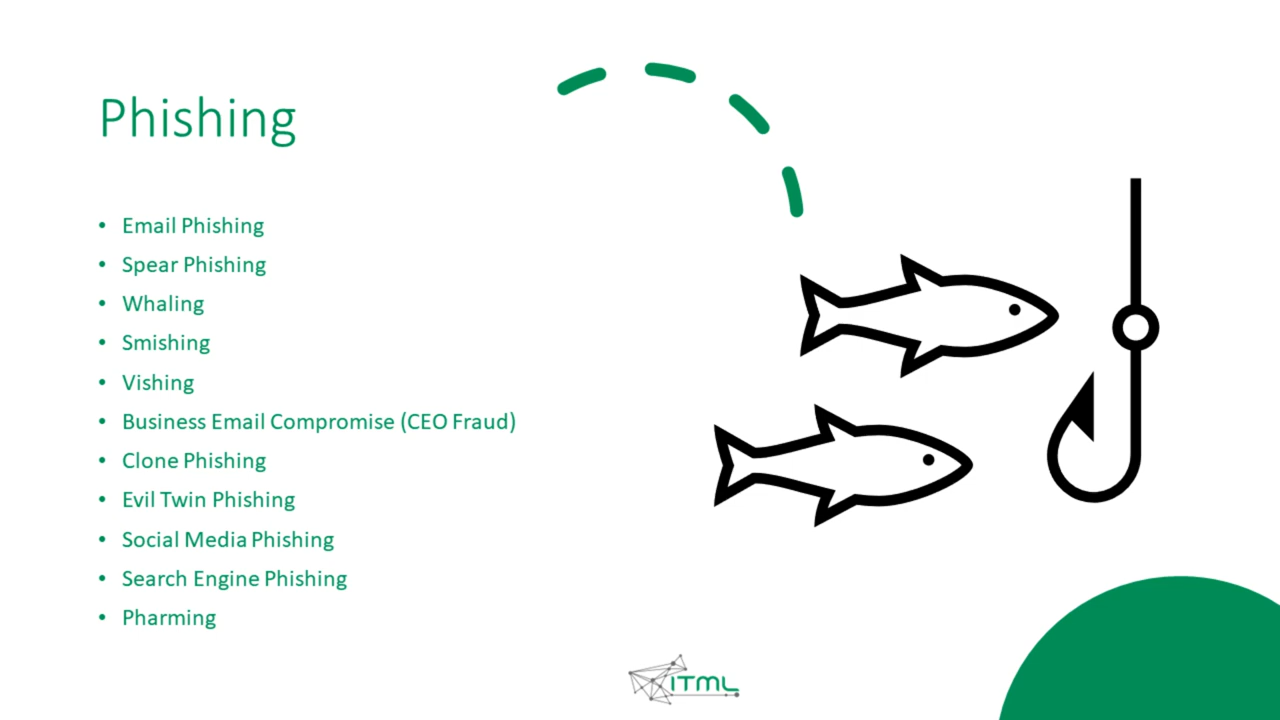 Phishing
• Email Phishing
• Spear Phishing
• Whaling
• Smishing
• Vishing
• Business Email Compromise (CEO Fraud)
• Clone Phishing
• Evil Twin Phishing
• Social Media Phishing
• Search Engine Phishing
• Pharming
ITML